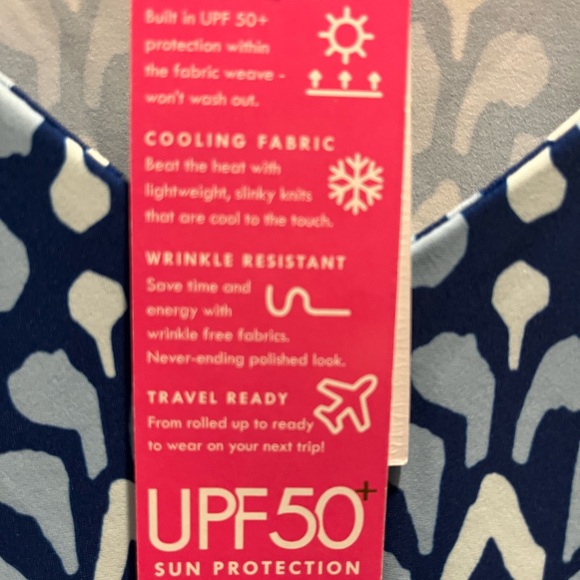 Built in UPF 50+
protection within
the fabric weave -
won't wash out.
COOLING FABRIC
Beat the heat with
lightweight, slinky knits
that are cool to the touch.
WRINKLE RESISTANT
Save time and
energy with
wrinkle free fabrics.
Never-ending polished look.
TRAVEL READY
From rolled up to ready
to wear on your next trip!
UPF50+
SUN PROTECTION